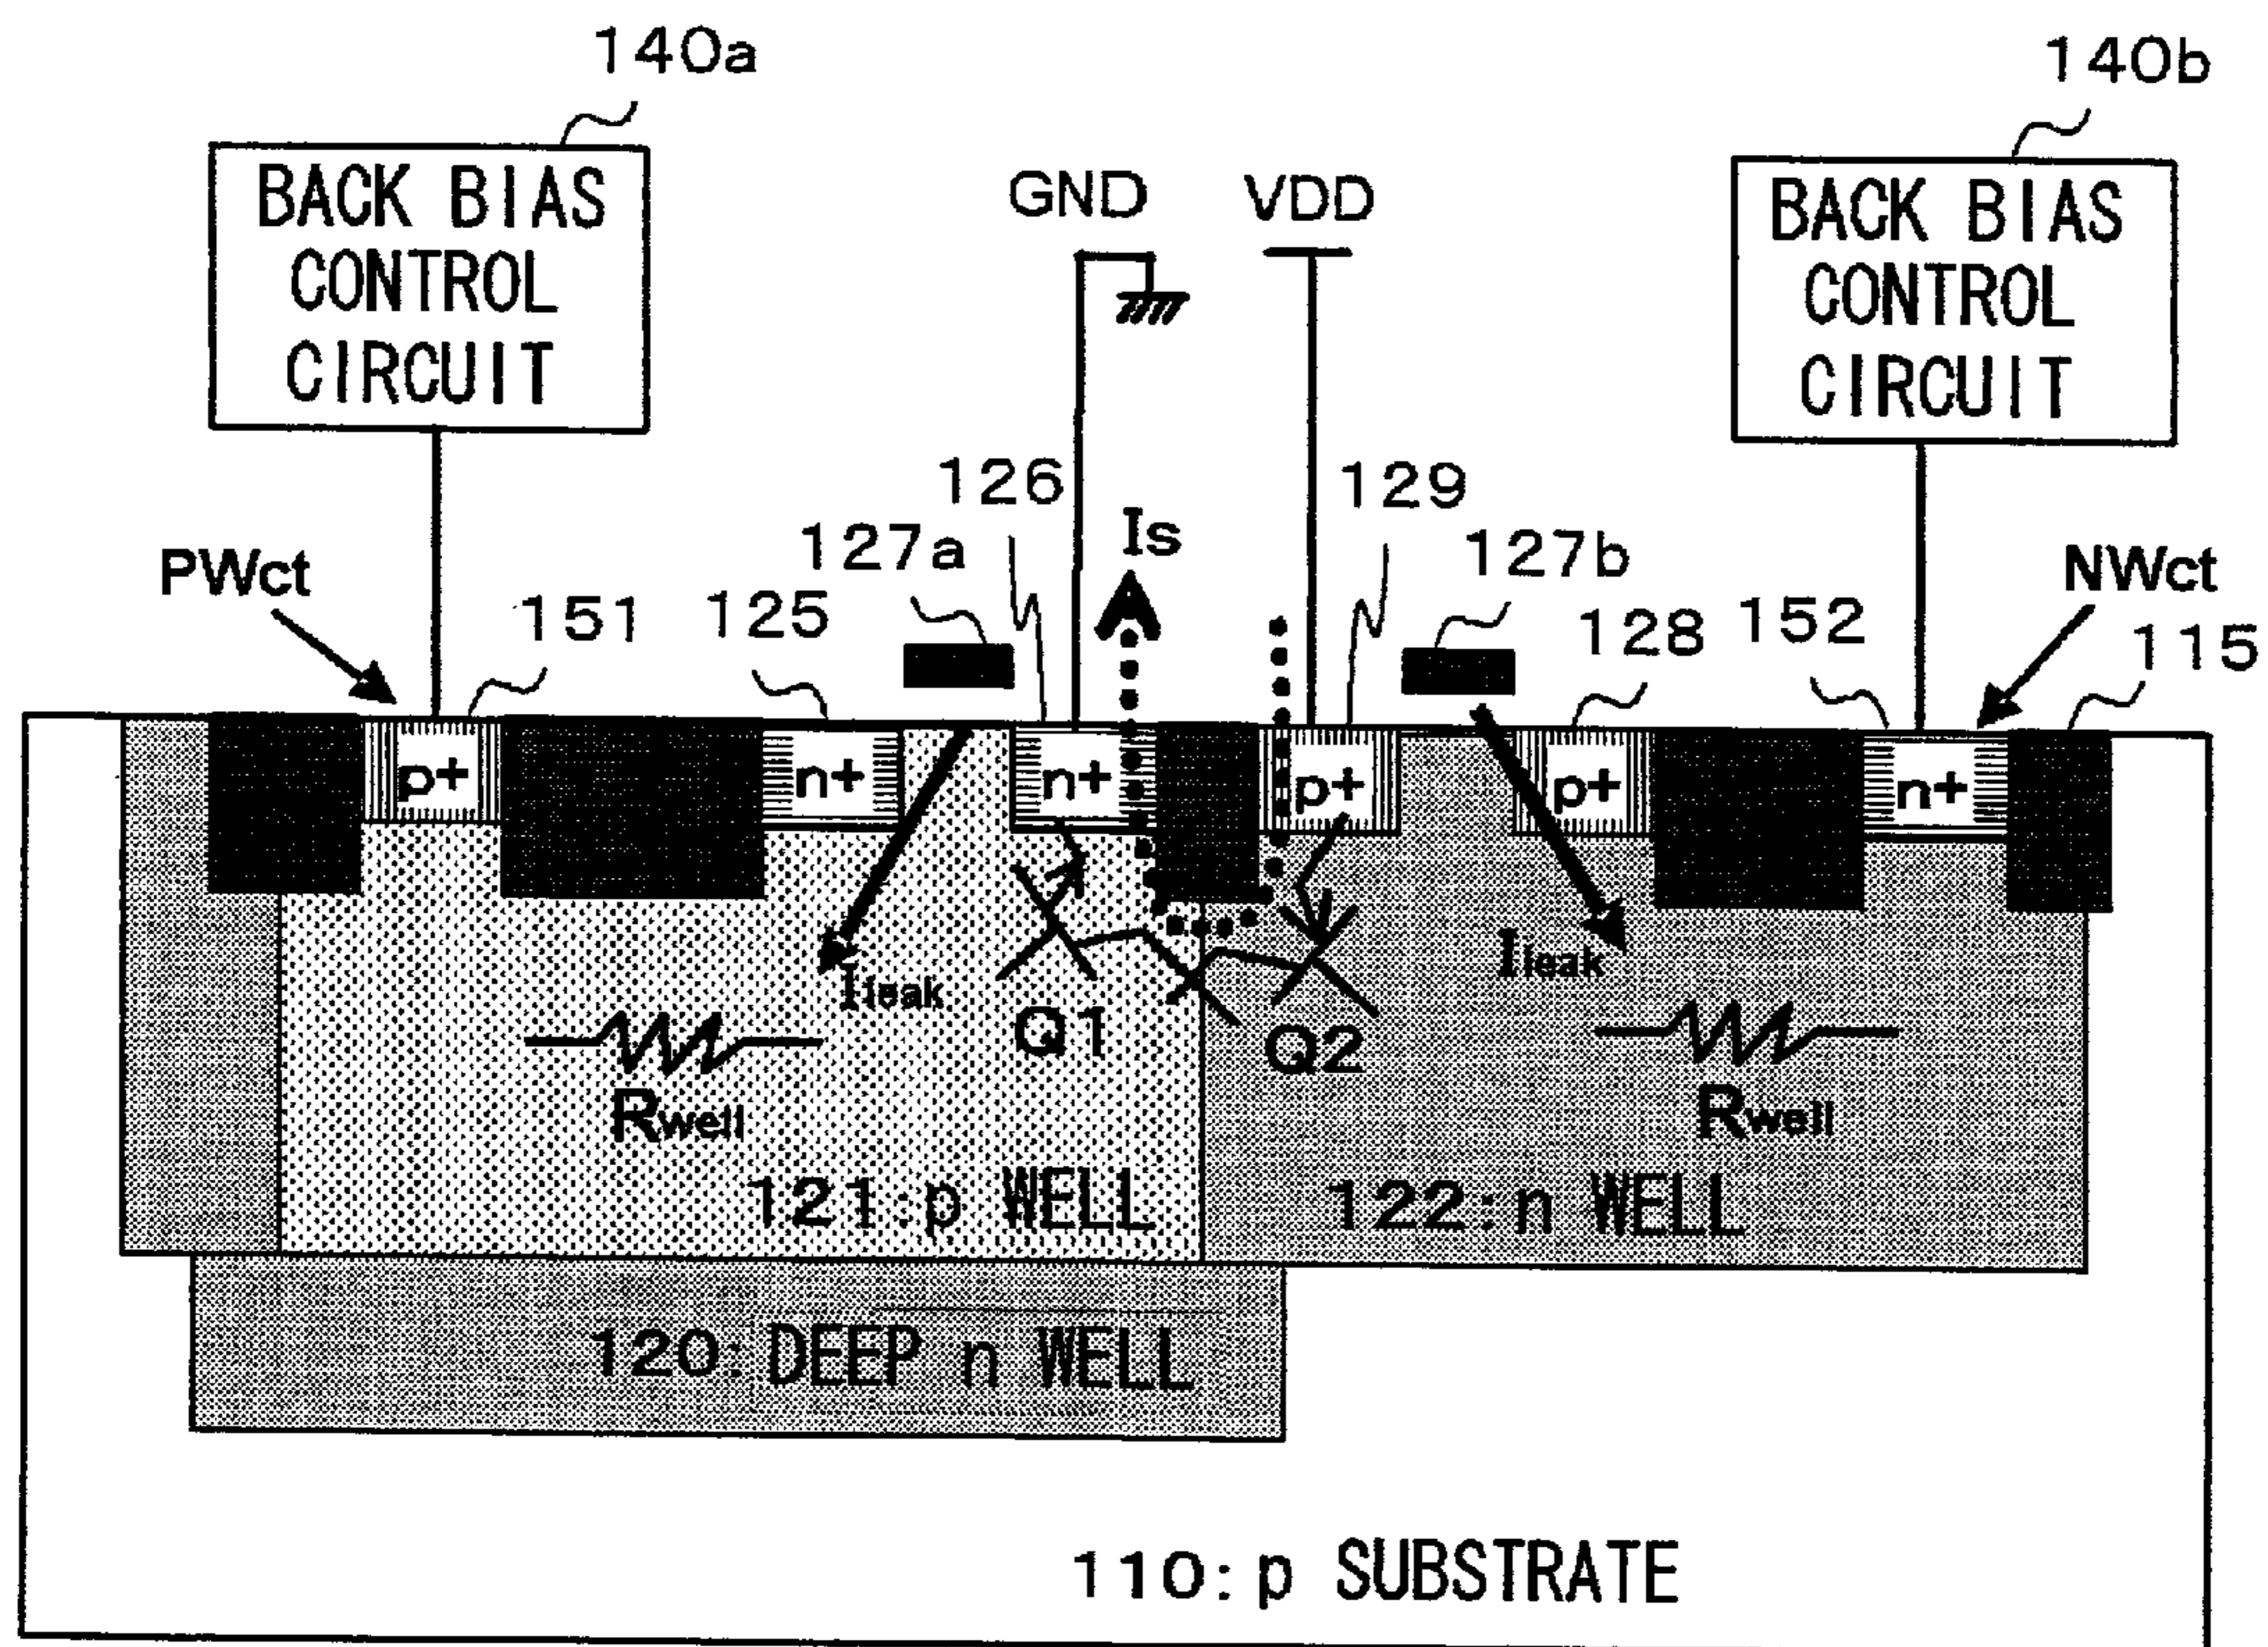 140a
140b
BACK BIAS
CONTROL
CIRCUIT
GND
VDD
BACK BIAS
CONTROL
CIRCUIT
126
129
127a
Is
127b
PWct
NWct
151
125
128
152
115
p+
n+
n+
p+
p+
n+
Ileak
Ileak
Q1
Q2
Rwell
Rwell
121:p WELL
122:n WELL
120: DEEP n WELL
110: p SUBSTRATE